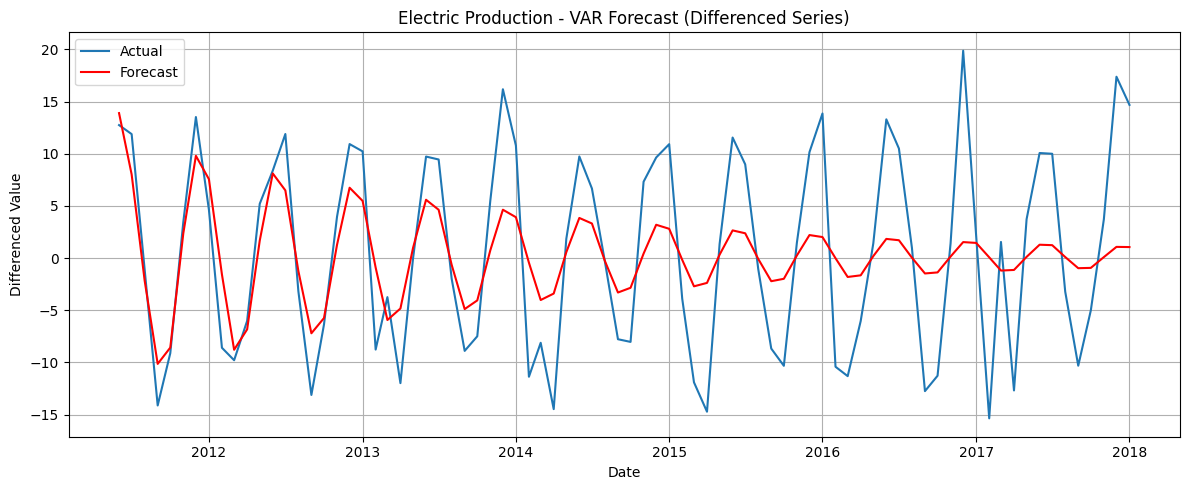 Electric Production - VAR Forecast (Differenced Series)
Actual
Forecast
20
15
10
5
0
−5
−10
−15
Differenced Value
2012 2013 2014 2015 2016 2017 2018
Date